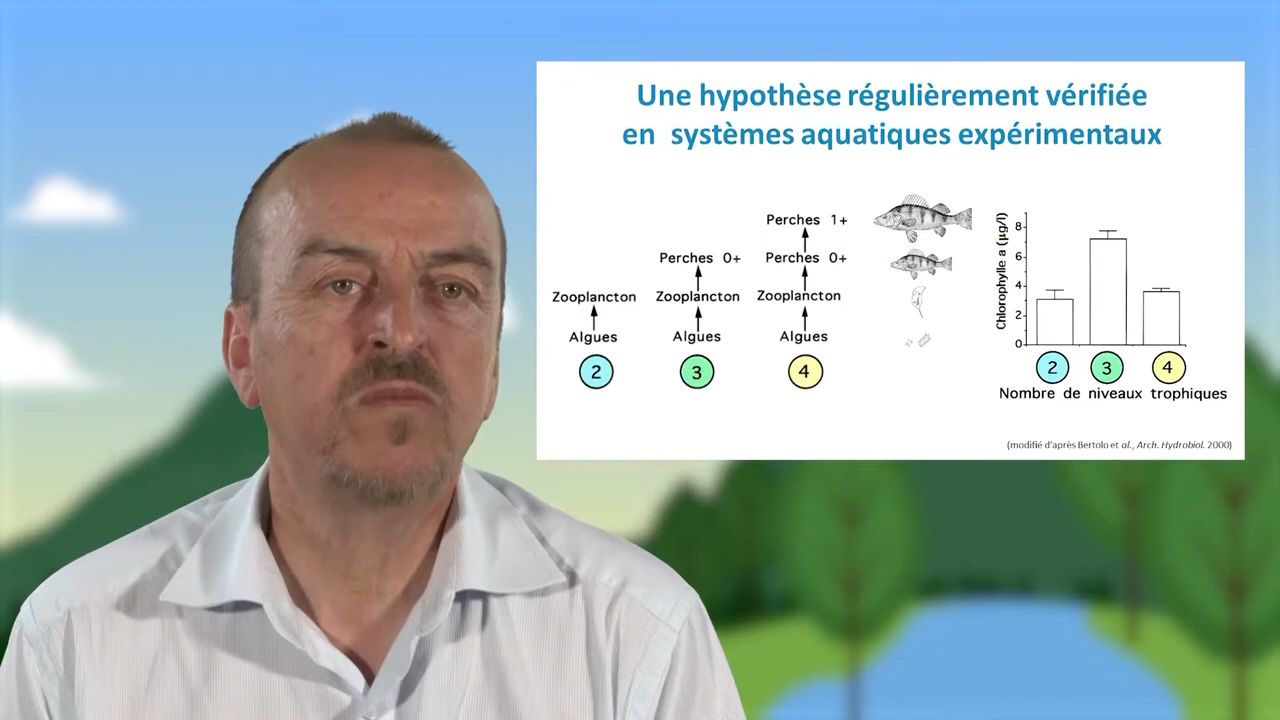 Une hypothèse régulièrement vérifiée
en systèmes aquatiques expérimentaux
Perches 1+
Perches 0+ Perches 0+
Zooplancton Zooplancton Zooplancton
Algues Algues Algues
2 3 4
Chlorophylle a (µg/l)
8
6
4
2
0
2 3 4
Nombre de niveaux trophiques
(modifié d'après Bertolo et al., Arch. Hydrobiol. 2000)